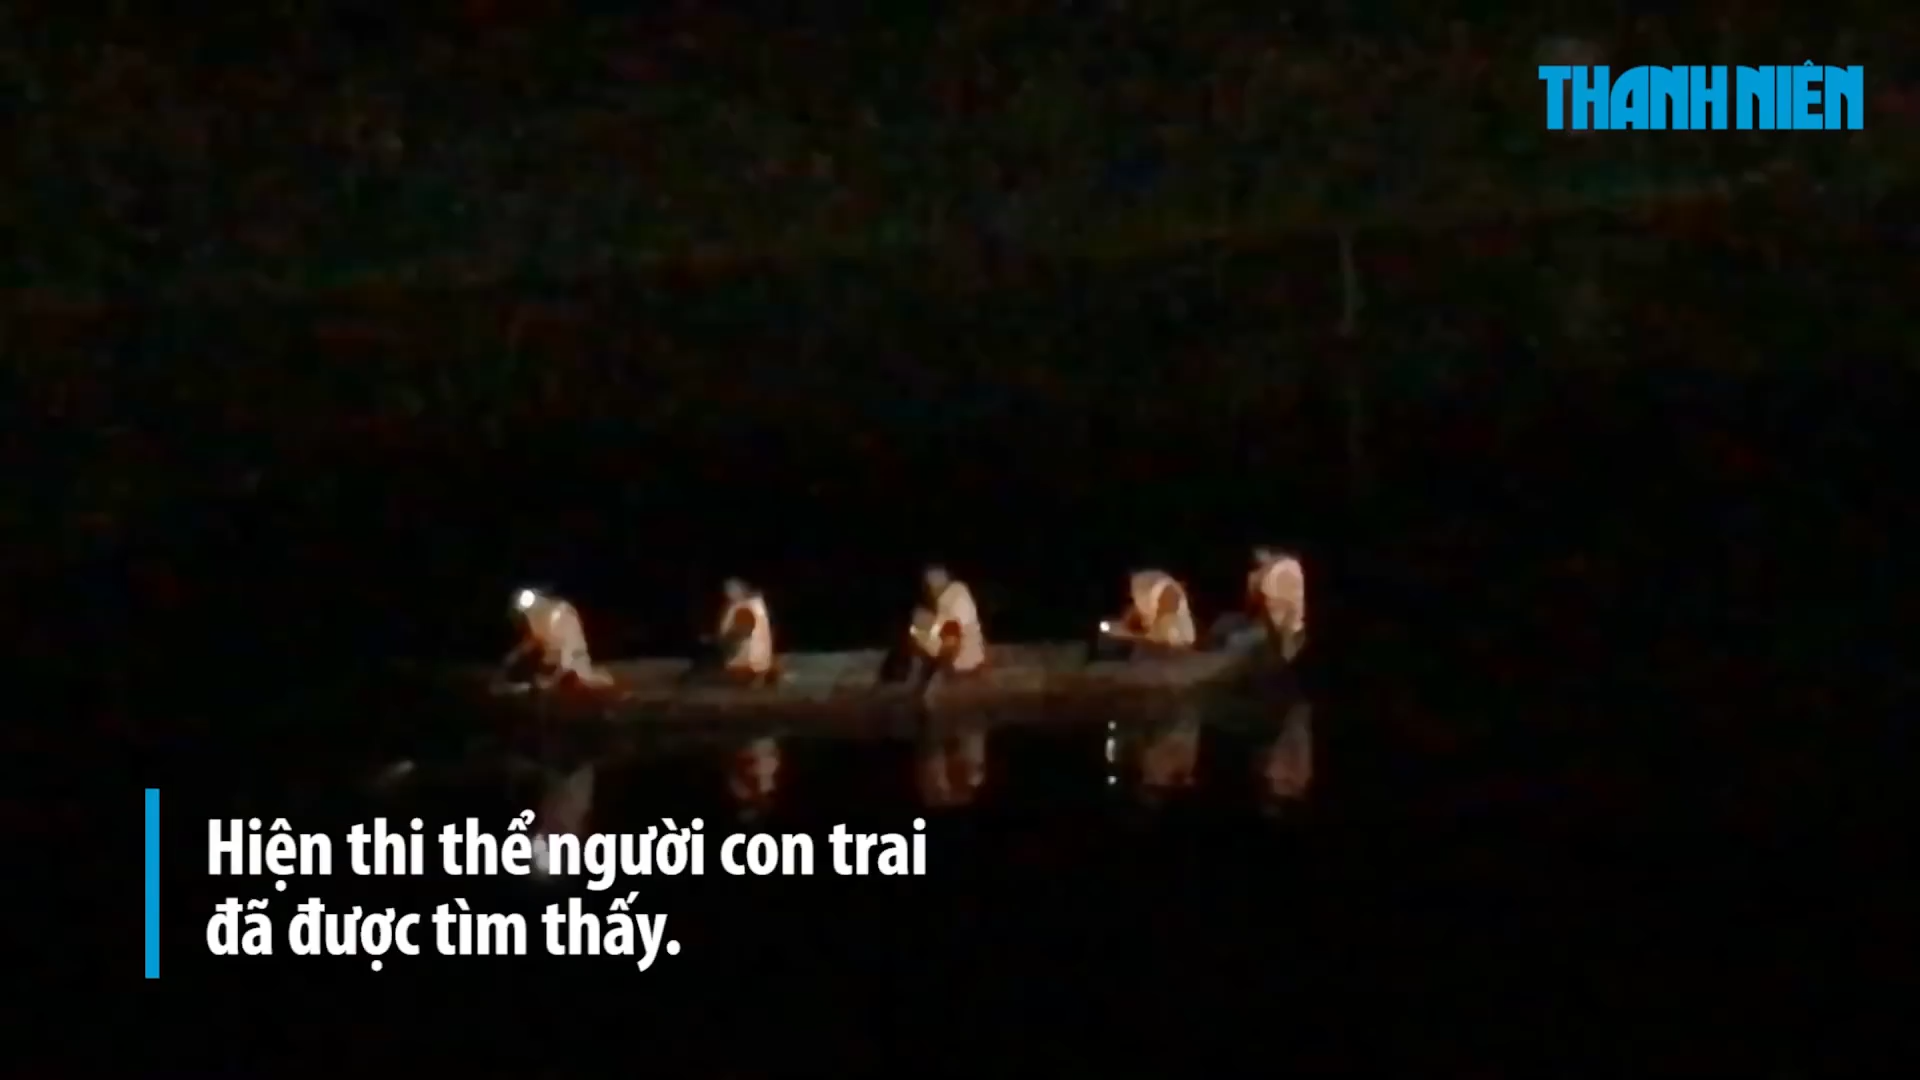 THANH NIÊN
Hiện thi thể người con trai
đã được tìm thấy.